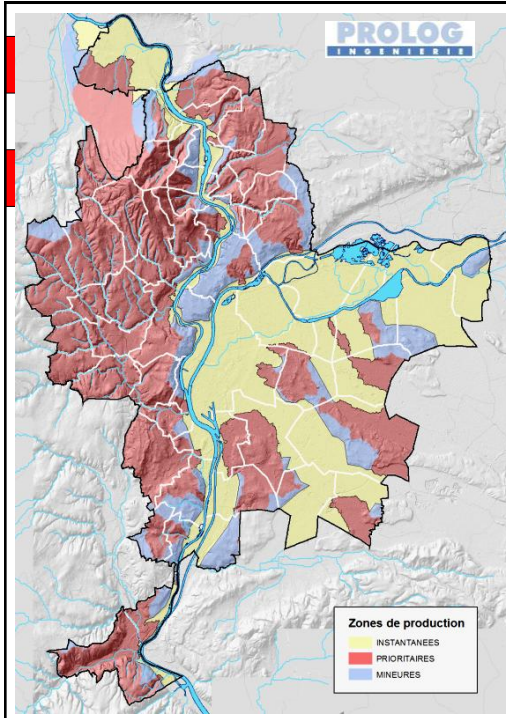 PROLOG
INGENIERIE
Zones de production
INSTANTANEES
PRIORITAIRES
MINEURES